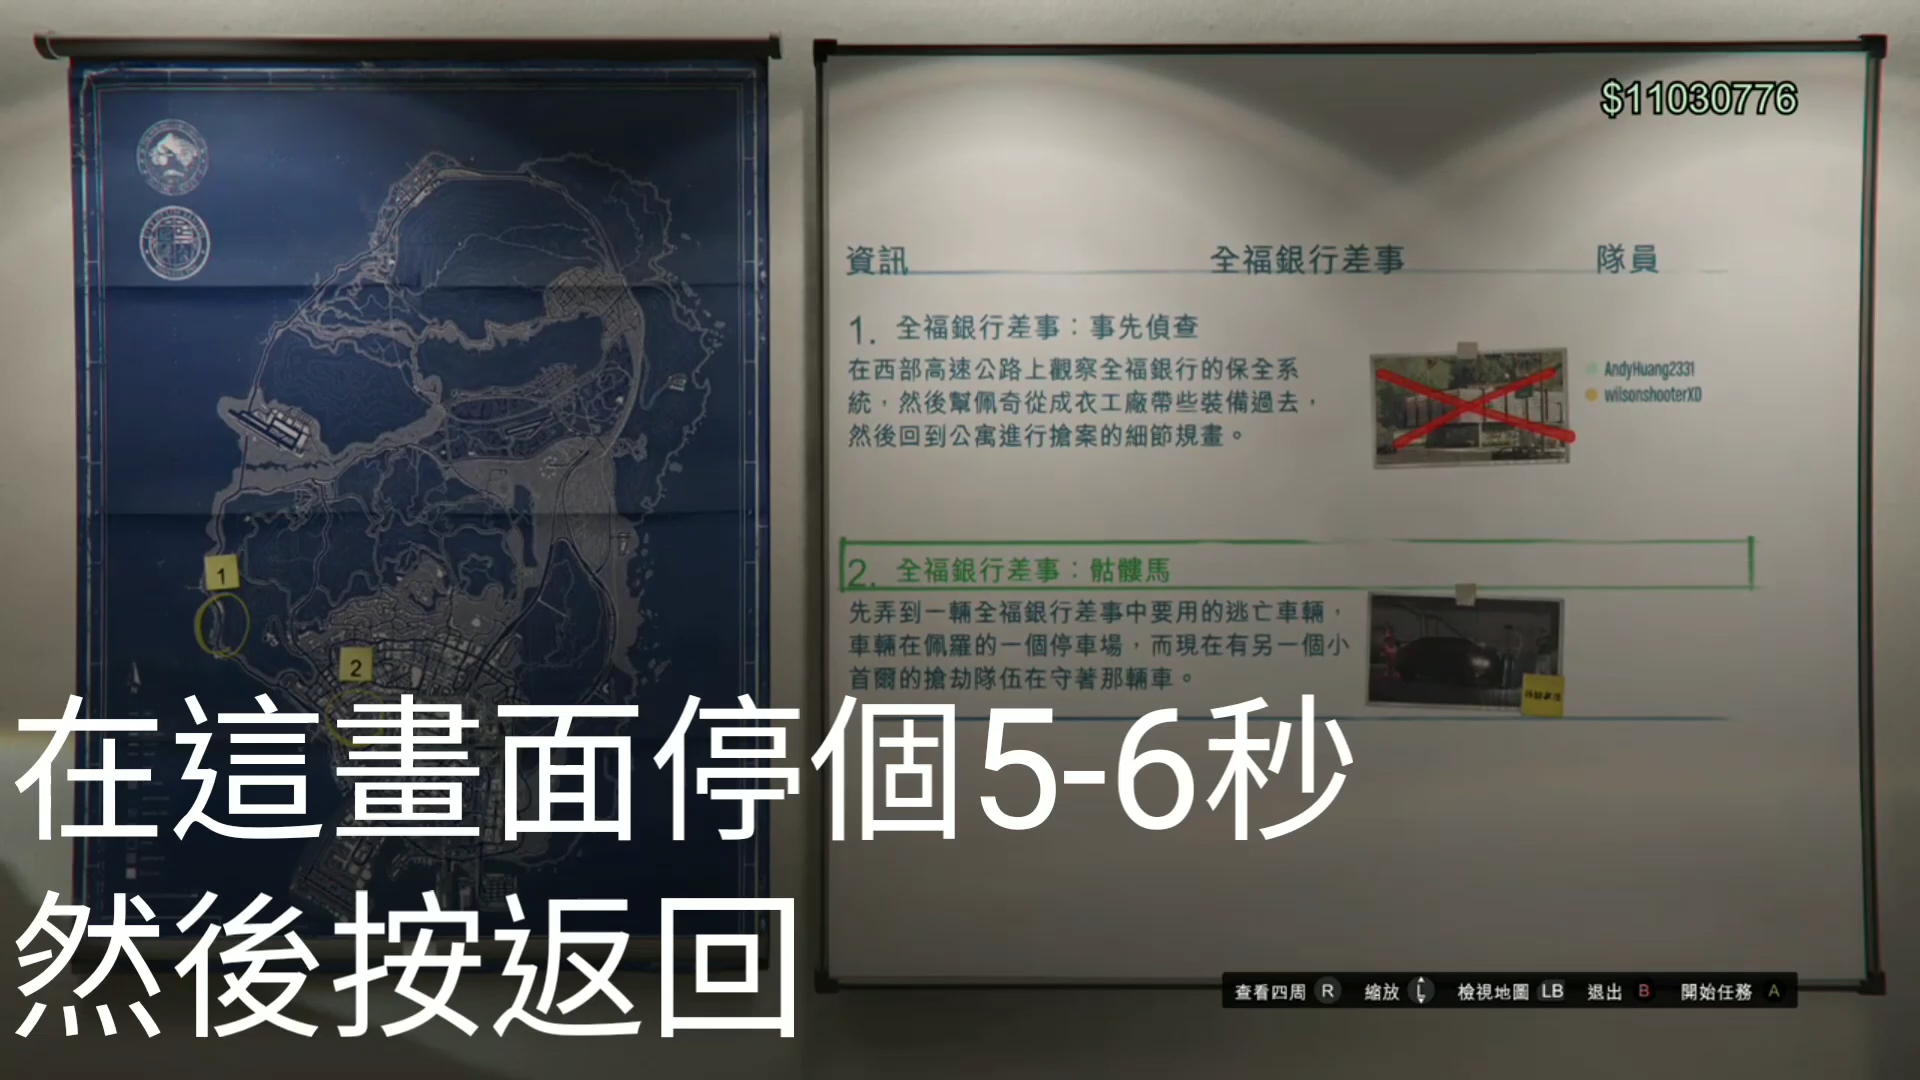 $11030776
資訊
全福銀行差事
隊員
1. 全福銀行差事：事先偵查
在西部高速公路上觀察全福銀行的保全系
統，然後幫佩奇從成衣工廠帶些裝備過去，
然後回到公寓進行搶案的細節規畫。
AndyHuang2331
wilsonshooterXD
2. 全福銀行差事：骷髏馬
先弄到一輛全福銀行差事中要用的逃亡車輛，
車輛在佩羅的一個停車場，而現在有另一個小
首爾的搶劫隊伍在守著那輛車。
1
2
在這畫面停個5-6秒
然後按返回
查看四周 R 縮放 L 檢視地圖 LB 退出 B 開始任務 A